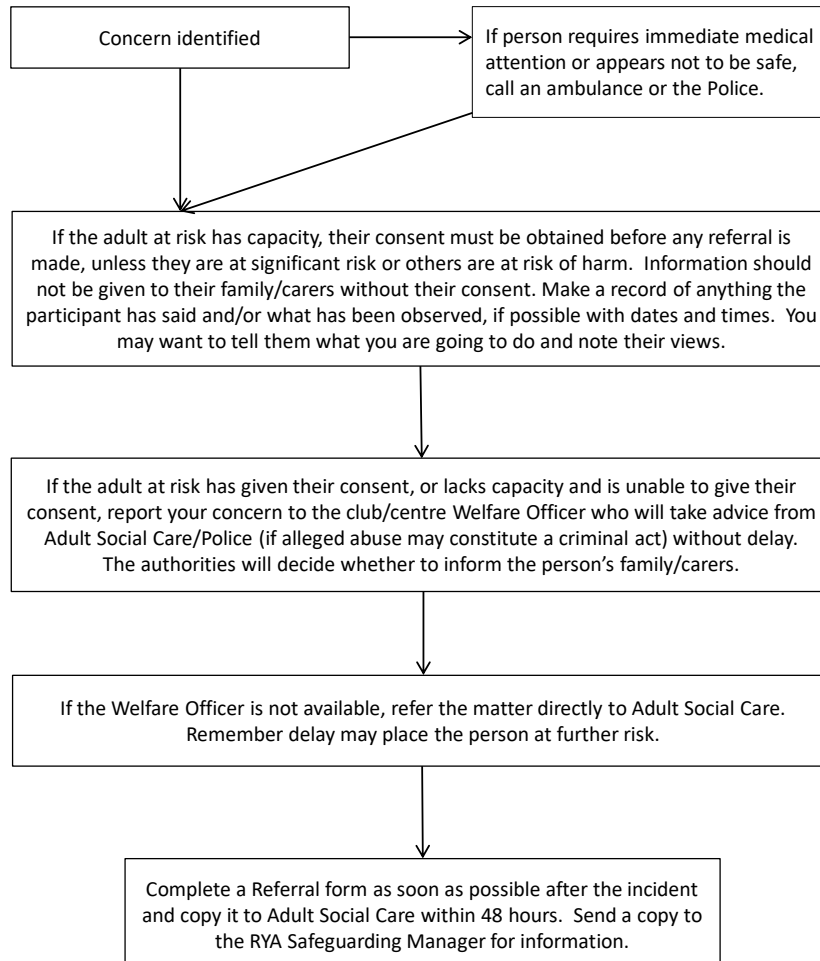 Concern identified
If person requires immediate medical
attention or appears not to be safe,
call an ambulance or the Police.
If the adult at risk has capacity, their consent must be obtained before any referral is
made, unless they are at significant risk or others are at risk of harm.  Information should
not be given to their family/carers without their consent. Make a record of anything the
participant has said and/or what has been observed, if possible with dates and times.  You
may want to tell them what you are going to do and note their views.
If the adult at risk has given their consent, or lacks capacity and is unable to give their
consent, report your concern to the club/centre Welfare Officer who will take advice from
Adult Social Care/Police (if alleged abuse may constitute a criminal act) without delay.
The authorities will decide whether to inform the person’s family/carers.
If the Welfare Officer is not available, refer the matter directly to Adult Social Care.
Remember delay may place the person at further risk.
Complete a Referral form as soon as possible after the incident
and copy it to Adult Social Care within 48 hours.  Send a copy to
the RYA Safeguarding Manager for information.